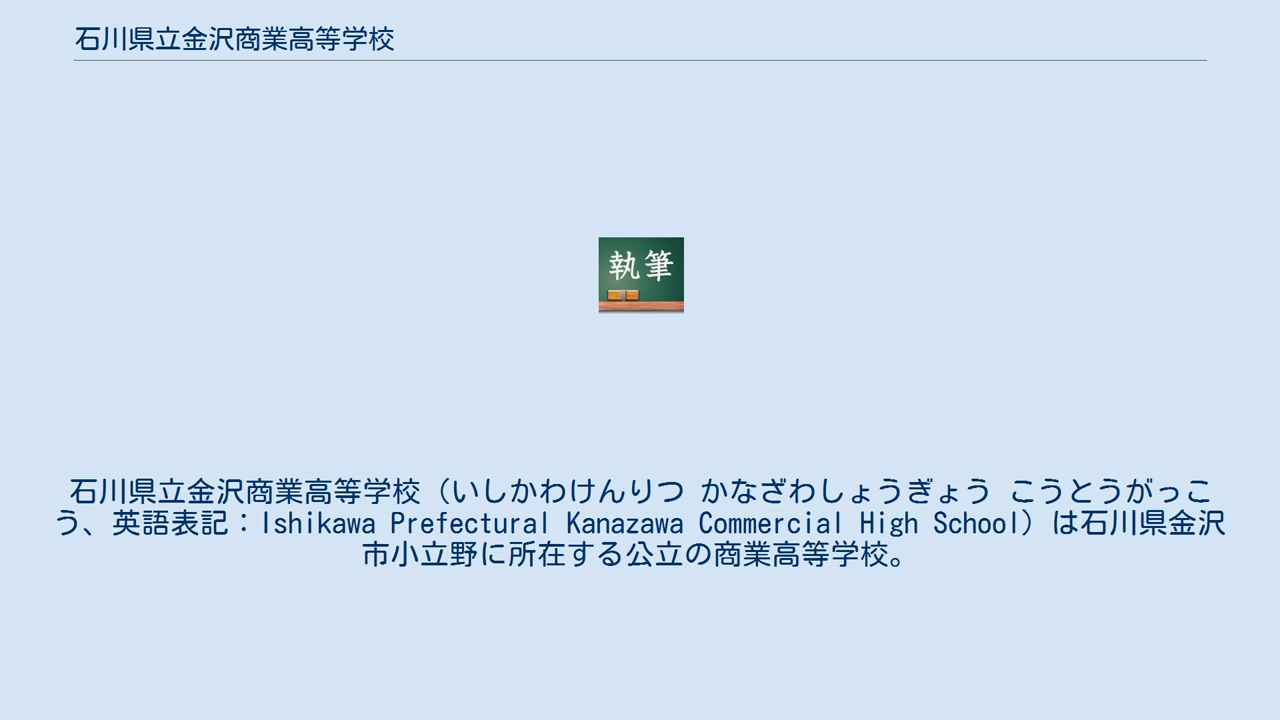 石川県立金沢商業高等学校
執筆
石川県立金沢商業高等学校（いしかわけんりつ かなざわしょうぎょう こうとうがっこ
う、英語表記：Ishikawa Prefectural Kanazawa Commercial High School）は石川県金沢
市小立野に所在する公立の商業高等学校。